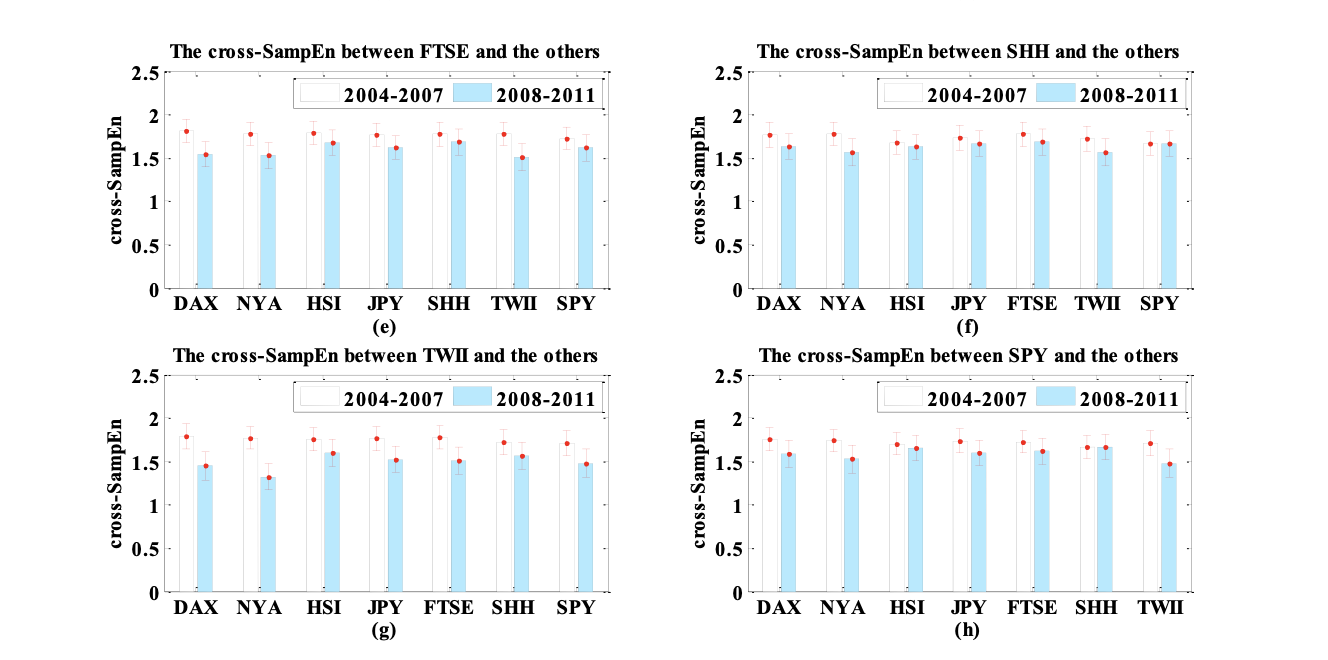 The cross-SampEn between FTSE and the others
2.5
2
1.5
1
0.5
0
cross-SampEn
2004-2007 2008-2011
DAX NYA HSI JPY SHH TWII SPY
(e)
The cross-SampEn between SHH and the others
2.5
2
1.5
1
0.5
0
cross-SampEn
2004-2007 2008-2011
DAX NYA HSI JPY FTSE TWII SPY
(f)
The cross-SampEn between TWII and the others
2.5
2
1.5
1
0.5
0
cross-SampEn
2004-2007 2008-2011
DAX NYA HSI JPY FTSE SHH SPY
(g)
The cross-SampEn between SPY and the others
2.5
2
1.5
1
0.5
0
cross-SampEn
2004-2007 2008-2011
DAX NYA HSI JPY FTSE SHH TWII
(h)